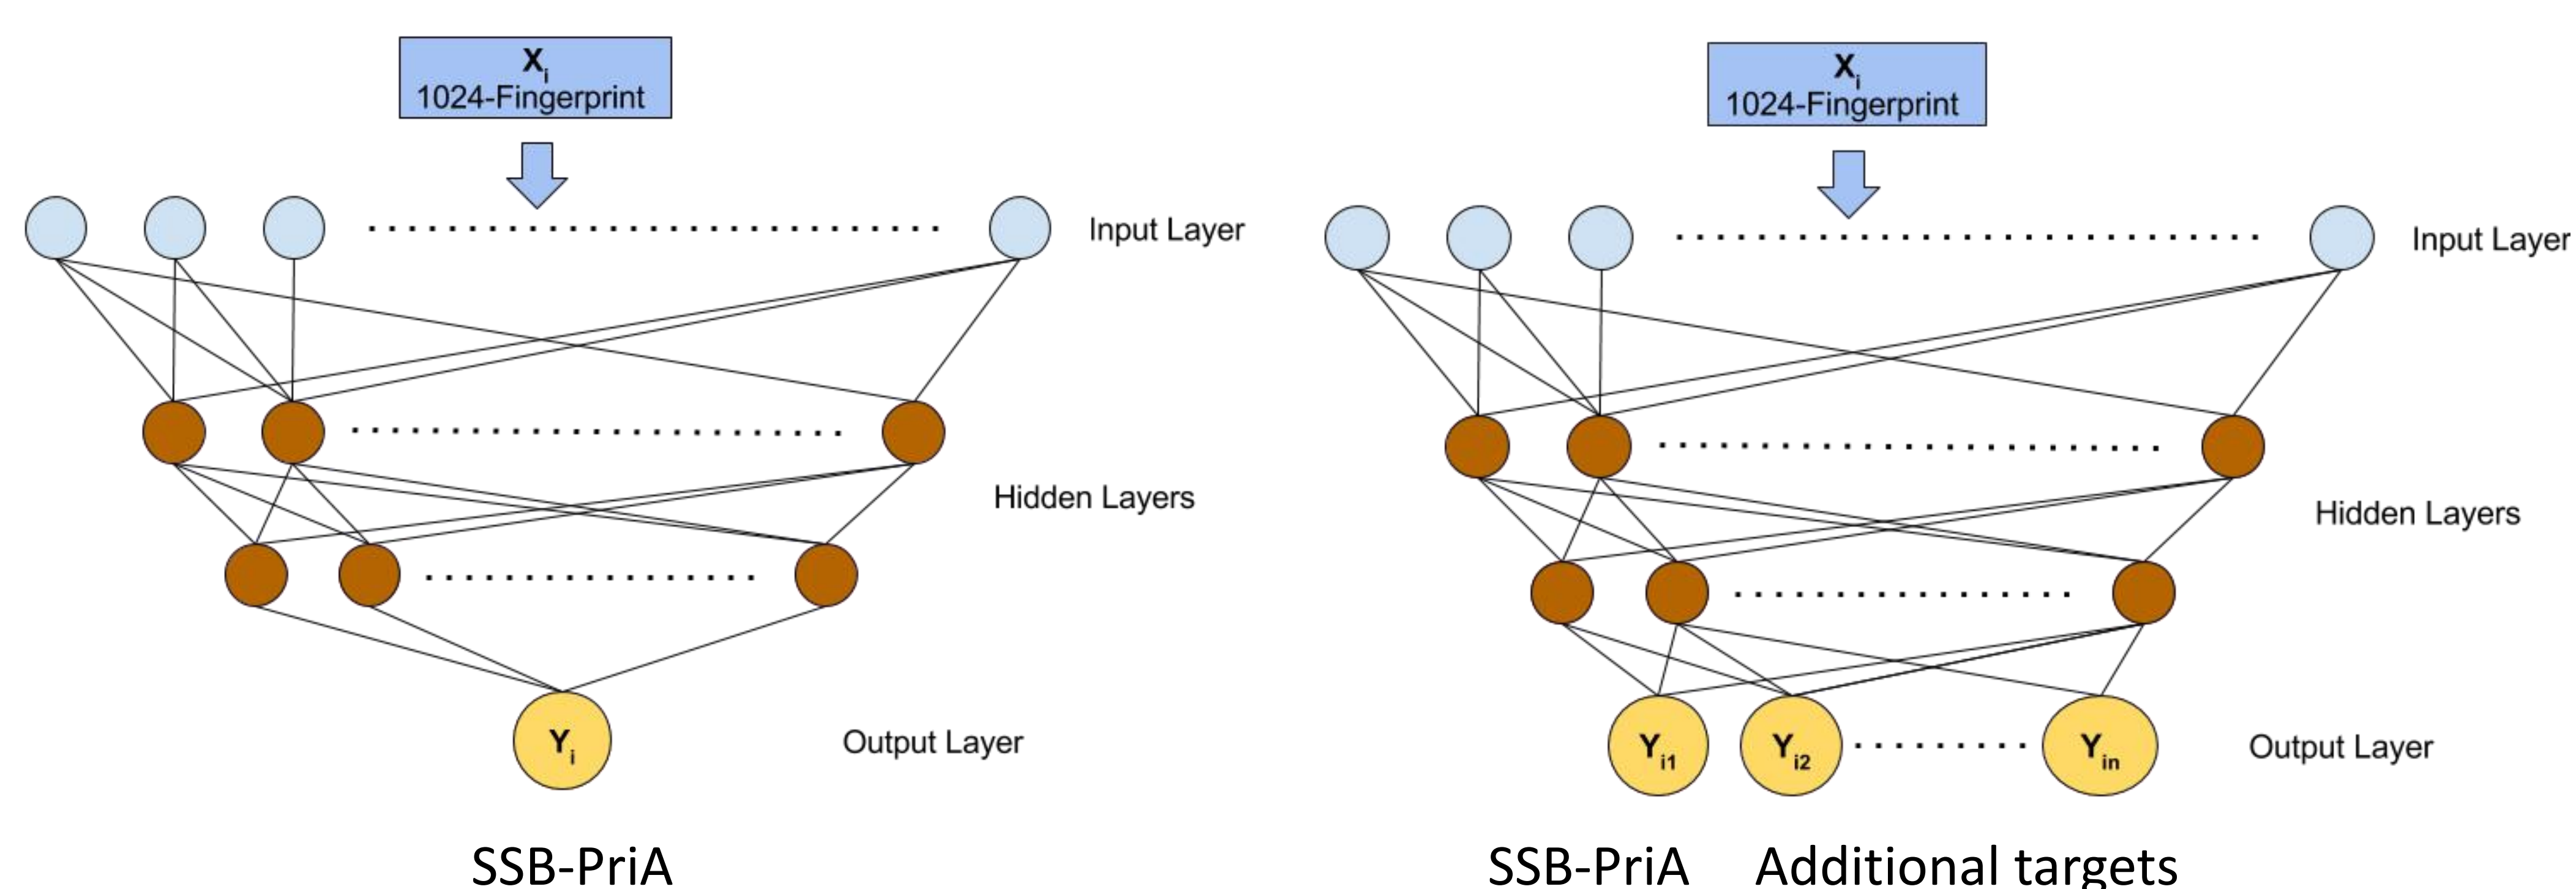 Xi
1024-Fingerprint
Input Layer
Hidden Layers
Yi
Output Layer
SSB-PriA
Xi
1024-Fingerprint
Input Layer
Hidden Layers
Yi1 Yi2 Yin
Output Layer
SSB-PriA Additional targets